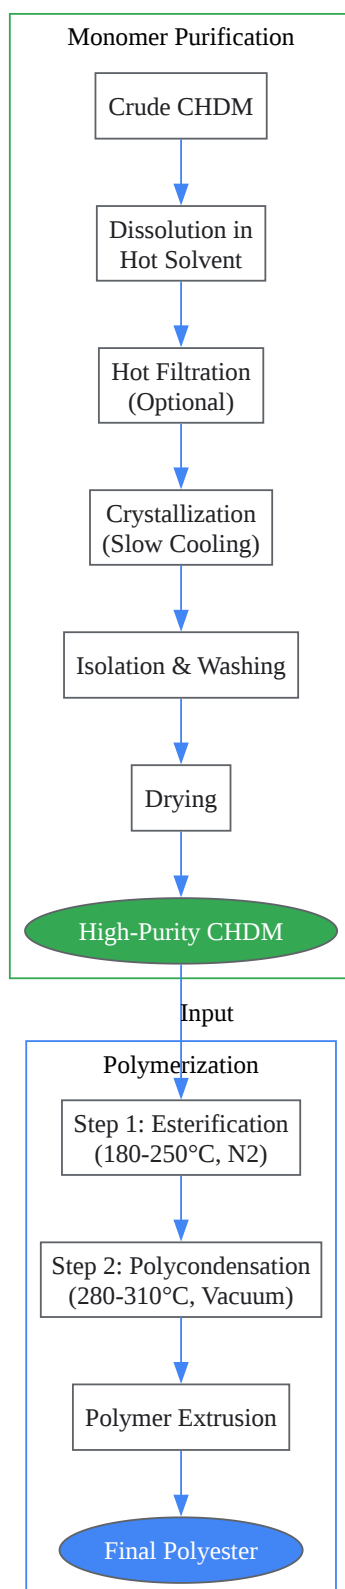 Monomer Purification
Crude CHDM
Dissolution in
Hot Solvent
Hot Filtration
(Optional)
Crystallization
(Slow Cooling)
Isolation & Washing
Drying
High-Purity CHDM
Input
Polymerization
Step 1: Esterification
(180-250°C, N2)
Step 2: Polycondensation
(280-310°C, Vacuum)
Polymer Extrusion
Final Polyester